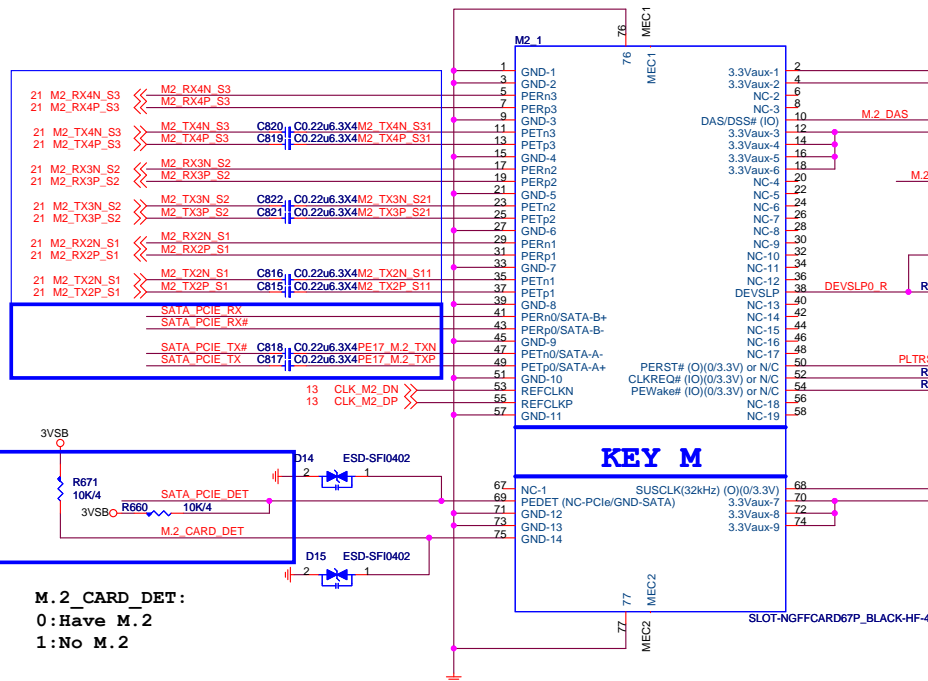 76
MEC1
M2_1
76
MEC1
21 M2_RX4N_S3 M2_RX4N_S3
21 M2_RX4P_S3 M2_RX4P_S3
21 M2_TX4N_S3 M2_TX4N_S3 C820 C0.22u6.3X4 M2_TX4N_S31
21 M2_TX4P_S3 M2_TX4P_S3 C819 C0.22u6.3X4 M2_TX4P_S31
21 M2_RX3N_S2 M2_RX3N_S2
21 M2_RX3P_S2 M2_RX3P_S2
21 M2_TX3N_S2 M2_TX3N_S2 C822 C0.22u6.3X4 M2_TX3N_S21
21 M2_TX3P_S2 M2_TX3P_S2 C821 C0.22u6.3X4 M2_TX3P_S21
21 M2_RX2N_S1 M2_RX2N_S1
21 M2_RX2P_S1 M2_RX2P_S1
21 M2_TX2N_S1 M2_TX2N_S1 C816 C0.22u6.3X4 M2_TX2N_S11
21 M2_TX2P_S1 M2_TX2P_S1 C815 C0.22u6.3X4 M2_TX2P_S11
SATA_PCIE_RX
SATA_PCIE_RX#
SATA_PCIE_TX# C818 C0.22u6.3X4 PE17_M.2_TXN
SATA_PCIE_TX C817 C0.22u6.3X4 PE17_M.2_TXP
13 CLK_M2_DN
13 CLK_M2_DP
1 GND-1
3 GND-2
5 PERn3
7 PERp3
9 GND-3
11 PETn3
13 PETp3
15 GND-4
17 PERn2
19 PERp2
21 GND-5
23 PETn2
25 PETp2
27 GND-6
29 PERn1
31 PERp1
33 GND-7
35 PETn1
37 PETp1
39 GND-8
41 PERn0/SATA-B+
43 PERp0/SATA-B-
45 GND-9
47 PETn0/SATA-A-
49 PETp0/SATA-A+
51 GND-10
53 REFCLKN
55 REFCLKP
57 GND-11
3.3Vaux-1 2
3.3Vaux-2 4
NC-2 6
NC-3 8
DAS/DSS# (IO) 10 M.2_DAS
3.3Vaux-3 12
3.3Vaux-4 14
3.3Vaux-5 16
3.3Vaux-6 18
NC-4 20 M.2
NC-5 22
NC-6 24
NC-7 26
NC-8 28
NC-9 30
NC-10 32
NC-11 34
NC-12 36
DEVSLP 38 DEVSLP0_R R
NC-13 40
NC-14 42
NC-15 44
NC-16 46
NC-17 48
PERST# (O)(0/3.3V) or N/C 50 PLTRS
CLKREQ# (IO)(0/3.3V) or N/C 52 R
PEWake# (IO)(0/3.3V) or N/C 54 R
NC-18 56
NC-19 58
KEY M
67 NC-1
69 PEDET (NC-PCIe/GND-SATA)
71 GND-12
73 GND-13
75 GND-14
SUSCLK(32kHz) (O)(0/3.3V) 68
3.3Vaux-7 70
3.3Vaux-8 72
3.3Vaux-9 74
3VSB
R671
10K/4
3VSB R660 10K/4
SATA_PCIE_DET
M.2_CARD_DET
D14 ESD-SFI0402
2 1
D15 ESD-SFI0402
2 1
77
MEC2
77
MEC2
SLOT-NGFFCARD67P_BLACK-HF-4
M.2_CARD_DET:
0:Have M.2
1:No M.2